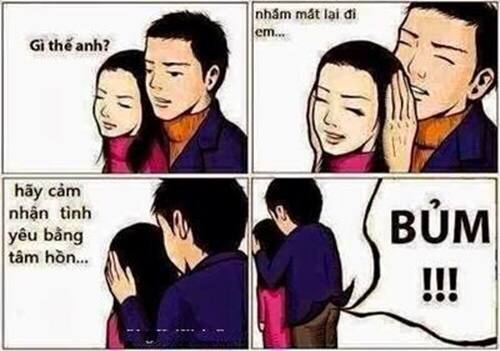 Gì thế anh?
nhắm mắt lại đi
em...
hãy cảm
nhận tình
yêu bằng
tâm hồn...
BỦM
!!!